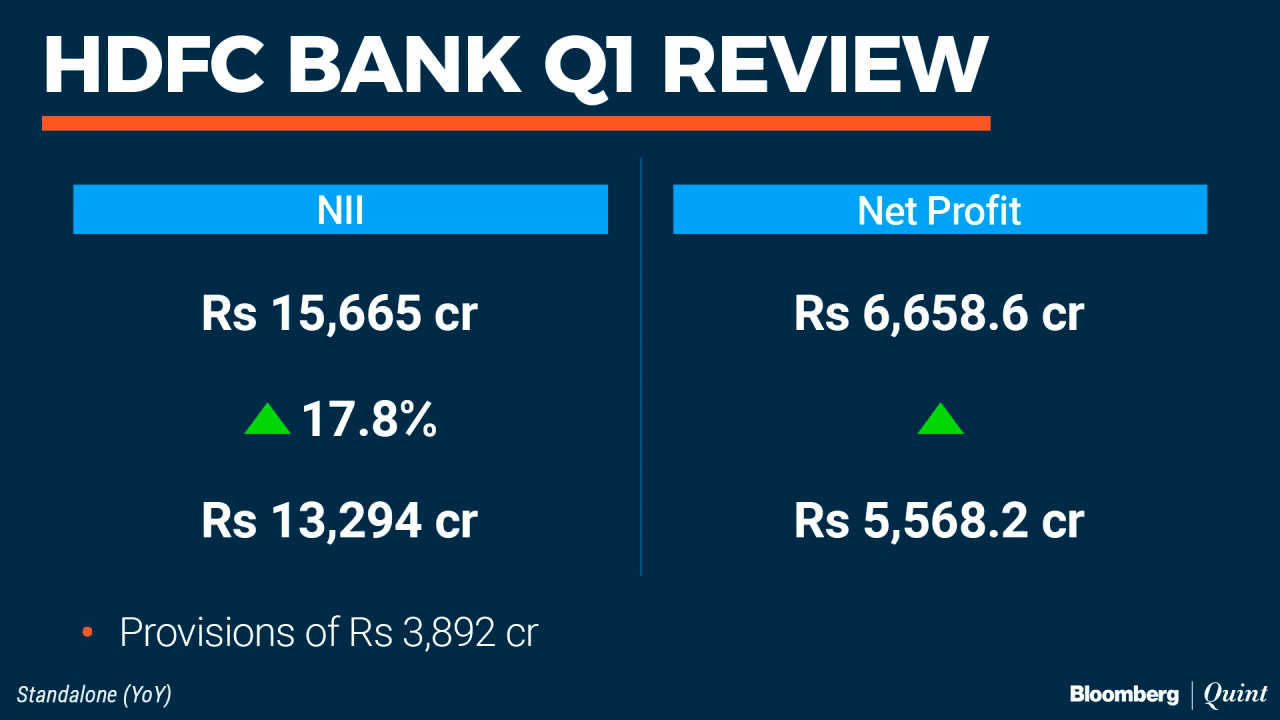 HDFC BANK Q1 REVIEW
NII
Rs 15,665 cr
17.8%
Rs 13,294 cr
Net Profit
Rs 6,658.6 cr
Rs 5,568.2 cr
• Provisions of Rs 3,892 cr
Standalone (YoY)
Bloomberg | Quint